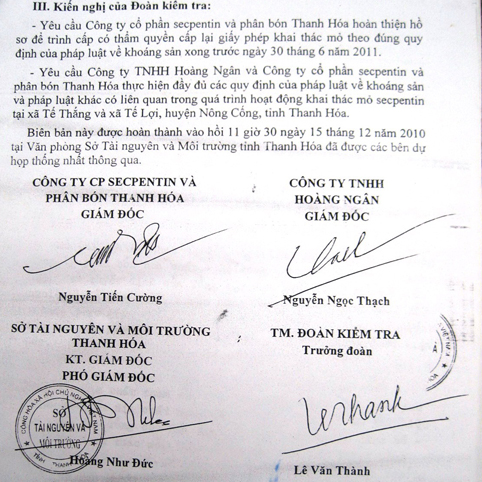 III. Kiến nghị của Đoàn kiểm tra:
- Yêu cầu Công ty cổ phần secpentin và phân bón Thanh Hóa hoàn thiện hồ
sơ để trình cấp có thẩm quyền cấp lại giấy phép khai thác mỏ theo đúng quy
định của pháp luật về khoáng sản xong trước ngày 30 tháng 6 năm 2011.
- Yêu cầu Công ty TNHH Hoàng Ngân và Công ty cổ phần secpentin và
phân bón Thanh Hóa thực hiện đầy đủ các quy định của pháp luật về khoáng sản
và pháp luật khác có liên quan trong quá trình hoạt động khai thác mỏ secpentin
tại xã Tế Thắng và xã Tế Lợi, huyện Nông Cống, tỉnh Thanh Hóa.
Biên bản này được hoàn thành vào hồi 11 giờ 30 ngày 15 tháng 12 năm 2010
tại Văn phòng Sở Tài nguyên và Môi trường tỉnh Thanh Hóa đã được các bên dự
họp thống nhất thông qua.
CÔNG TY CP SECPENTIN VÀ
PHÂN BÓN THANH HÓA
GIÁM ĐỐC
Nguyễn Tiến Cường
CÔNG TY TNHH
HOÀNG NGÂN
GIÁM ĐỐC
Nguyễn Ngọc Thạch
SỞ TÀI NGUYÊN VÀ MÔI TRƯỜNG
THANH HÓA
KT. GIÁM ĐỐC
PHÓ GIÁM ĐỐC
SỞ
TÀI NGUYÊN VÀ
MÔI TRƯỜNG
Hoàng Như Đức
TM. ĐOÀN KIỂM TRA
Trưởng đoàn
Lê Văn Thành